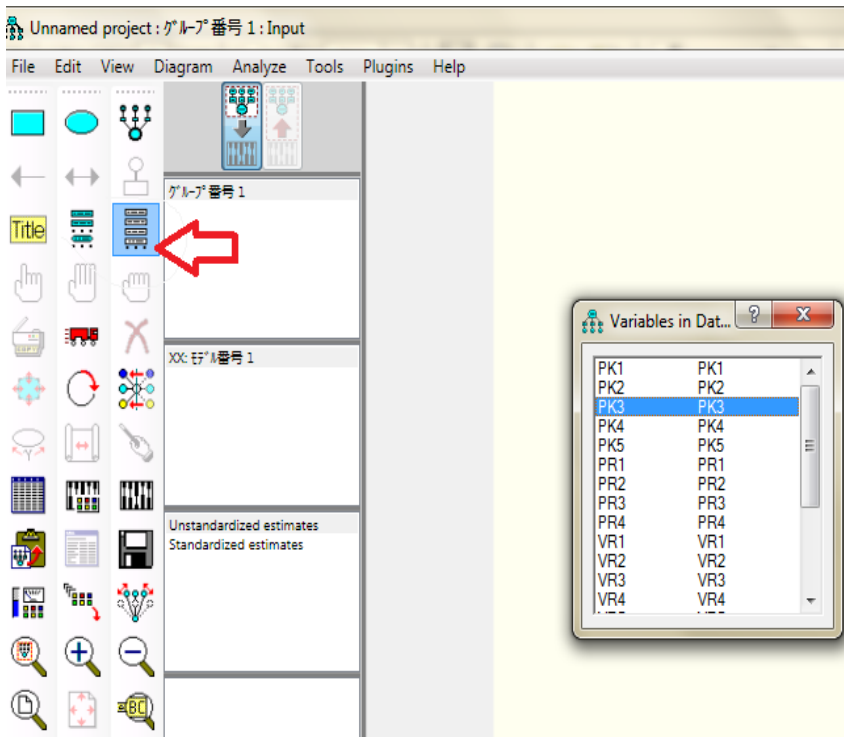 Unnamed project : ｸﾞﾙｰﾌﾟ番号 1 : Input
File Edit View Diagram Analyze Tools Plugins Help
Title
ｸﾞﾙｰﾌﾟ番号 1
XX: ﾓﾃﾞﾙ番号 1
Unstandardized estimates
Standardized estimates
Variables in Dat...
PK1 PK1
PK2 PK2
PK3 PK3
PK4 PK4
PK5 PK5
PR1 PR1
PR2 PR2
PR3 PR3
PR4 PR4
VR1 VR1
VR2 VR2
VR3 VR3
VR4 VR4